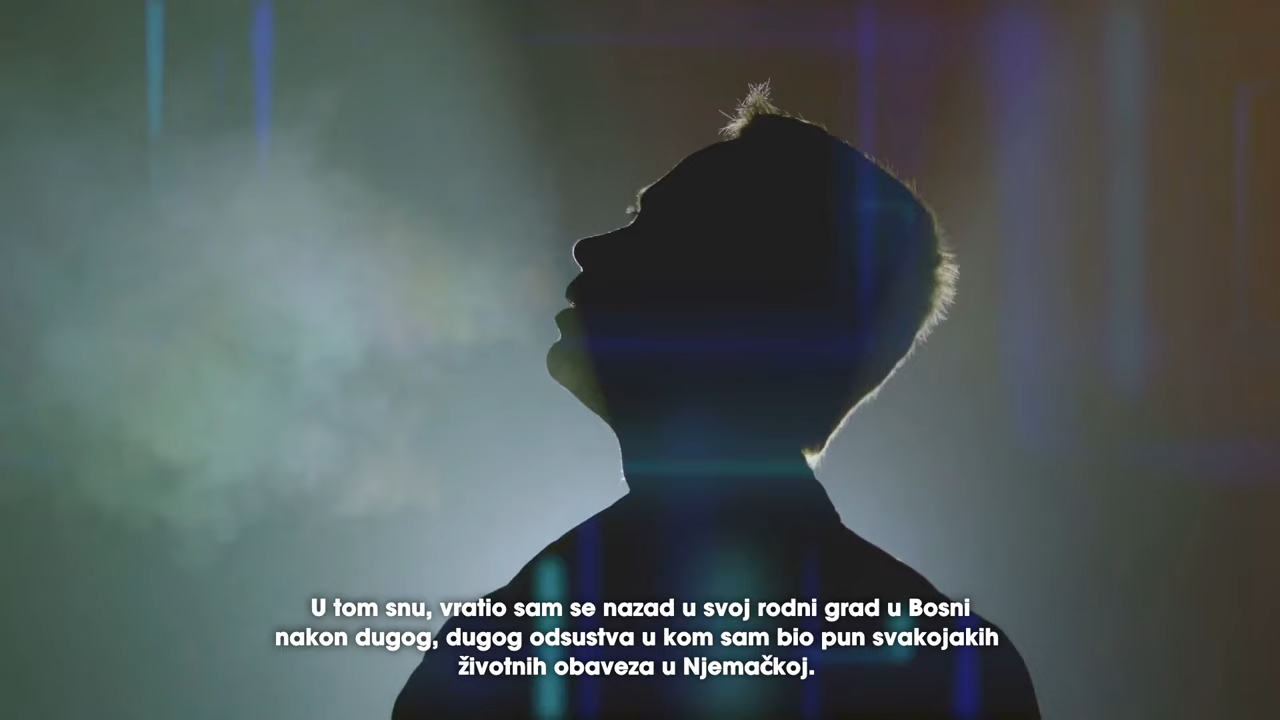 U tom snu, vratio sam se nazad u svoj rodni grad u Bosni
nakon dugog, dugog odsustva u kom sam bio pun svakojakih
životnih obaveza u Njemačkoj.